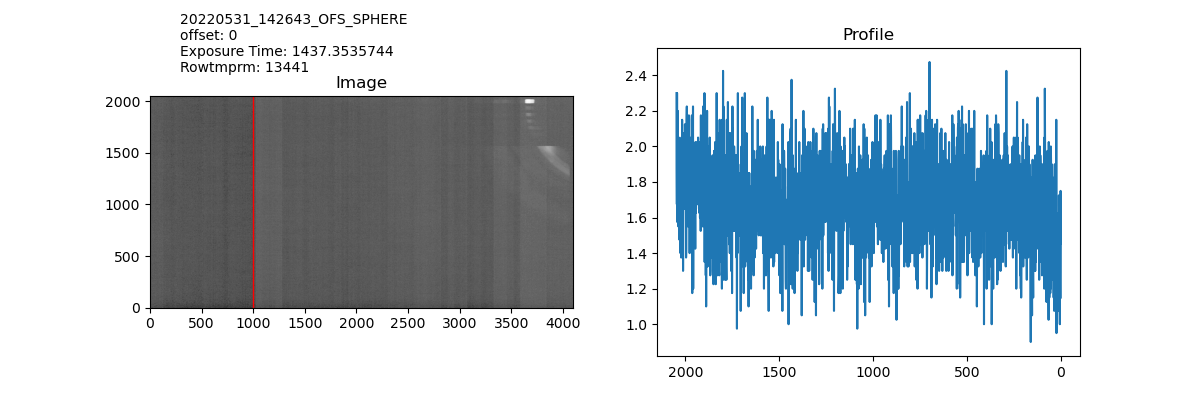 20220531_142643_OFS_SPHERE
offset: 0
Exposure Time: 1437.3535744
Rowtmprm: 13441
Image
2000
1500
1000
500
0
0 500 1000 1500 2000 2500 3000 3500 4000
Profile
2.4
2.2
2.0
1.8
1.6
1.4
1.2
1.0
2000 1500 1000 500 0